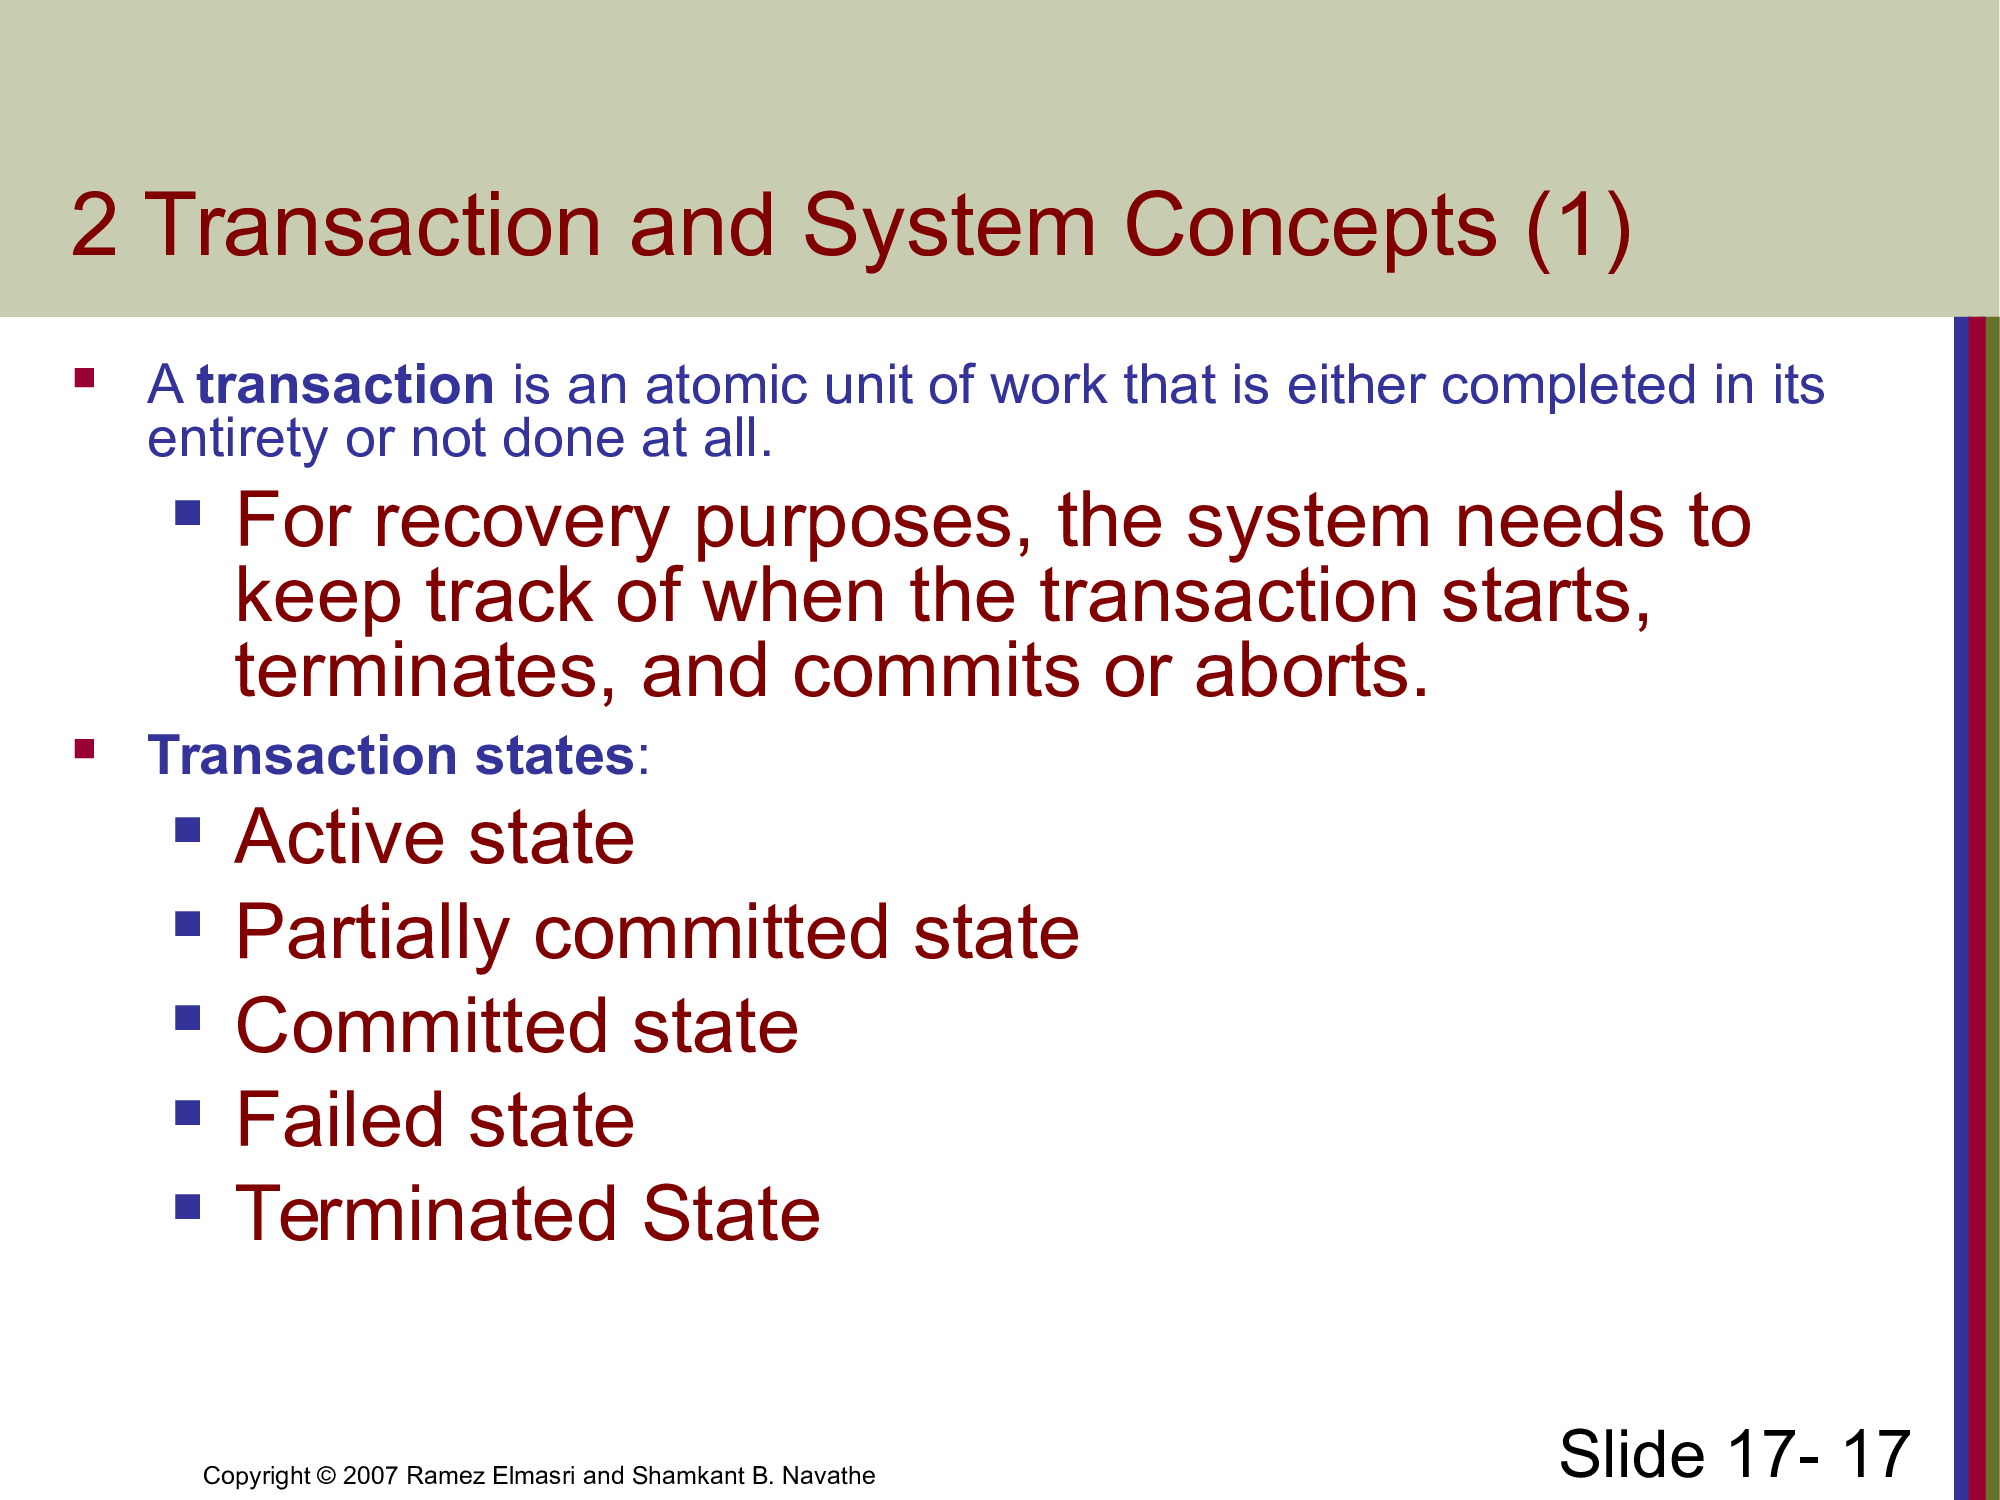 2 Transaction and System Concepts (1)
A transaction is an atomic unit of work that is either completed in its
entirety or not done at all.
For recovery purposes, the system needs to
keep track of when the transaction starts,
terminates, and commits or aborts.
Transaction states:
Active state
Partially committed state
Committed state
Failed state
Terminated State
Copyright © 2007 Ramez Elmasri and Shamkant B. Navathe
Slide 17- 17